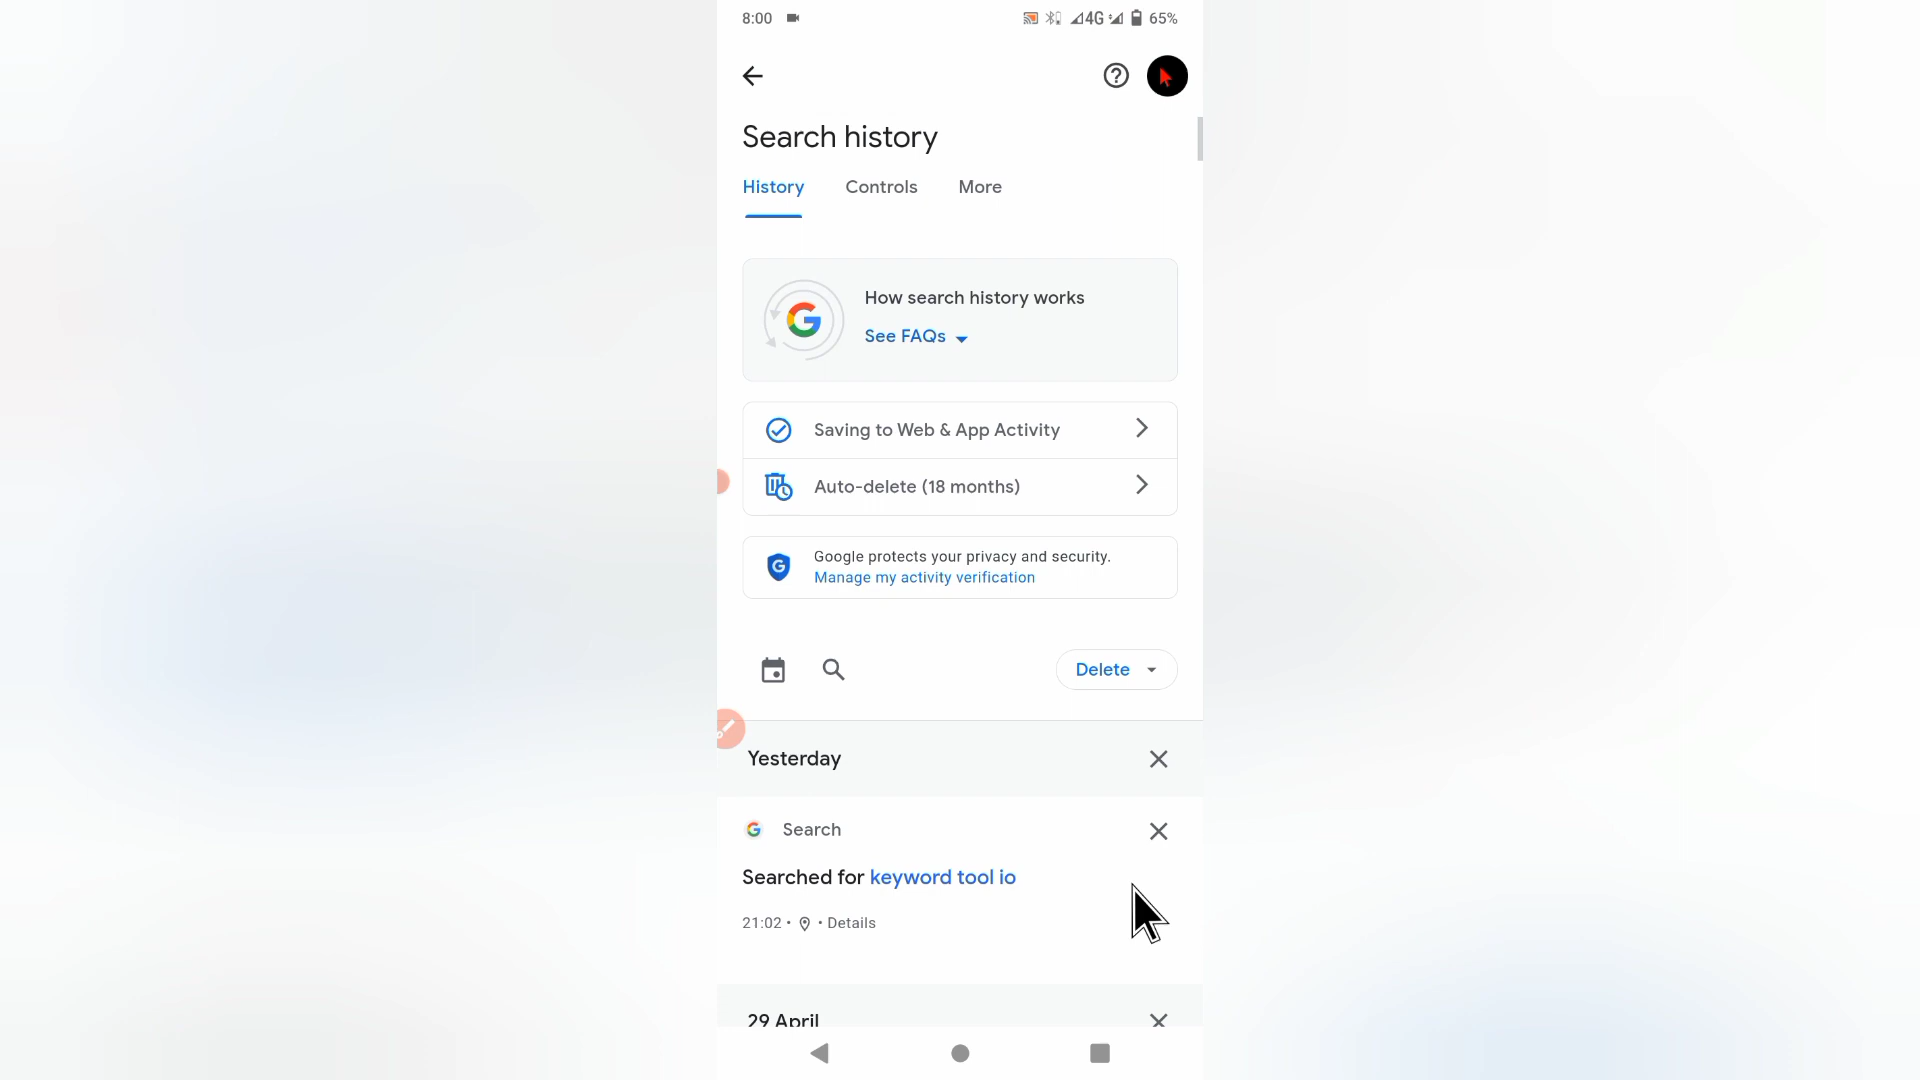 8:00
4G 65%
Search history
History Controls More
How search history works
See FAQs
Saving to Web & App Activity
Auto-delete (18 months)
Google protects your privacy and security.
Manage my activity verification
Delete
Yesterday
Search
Searched for keyword tool io
21:02 • • Details
29 April